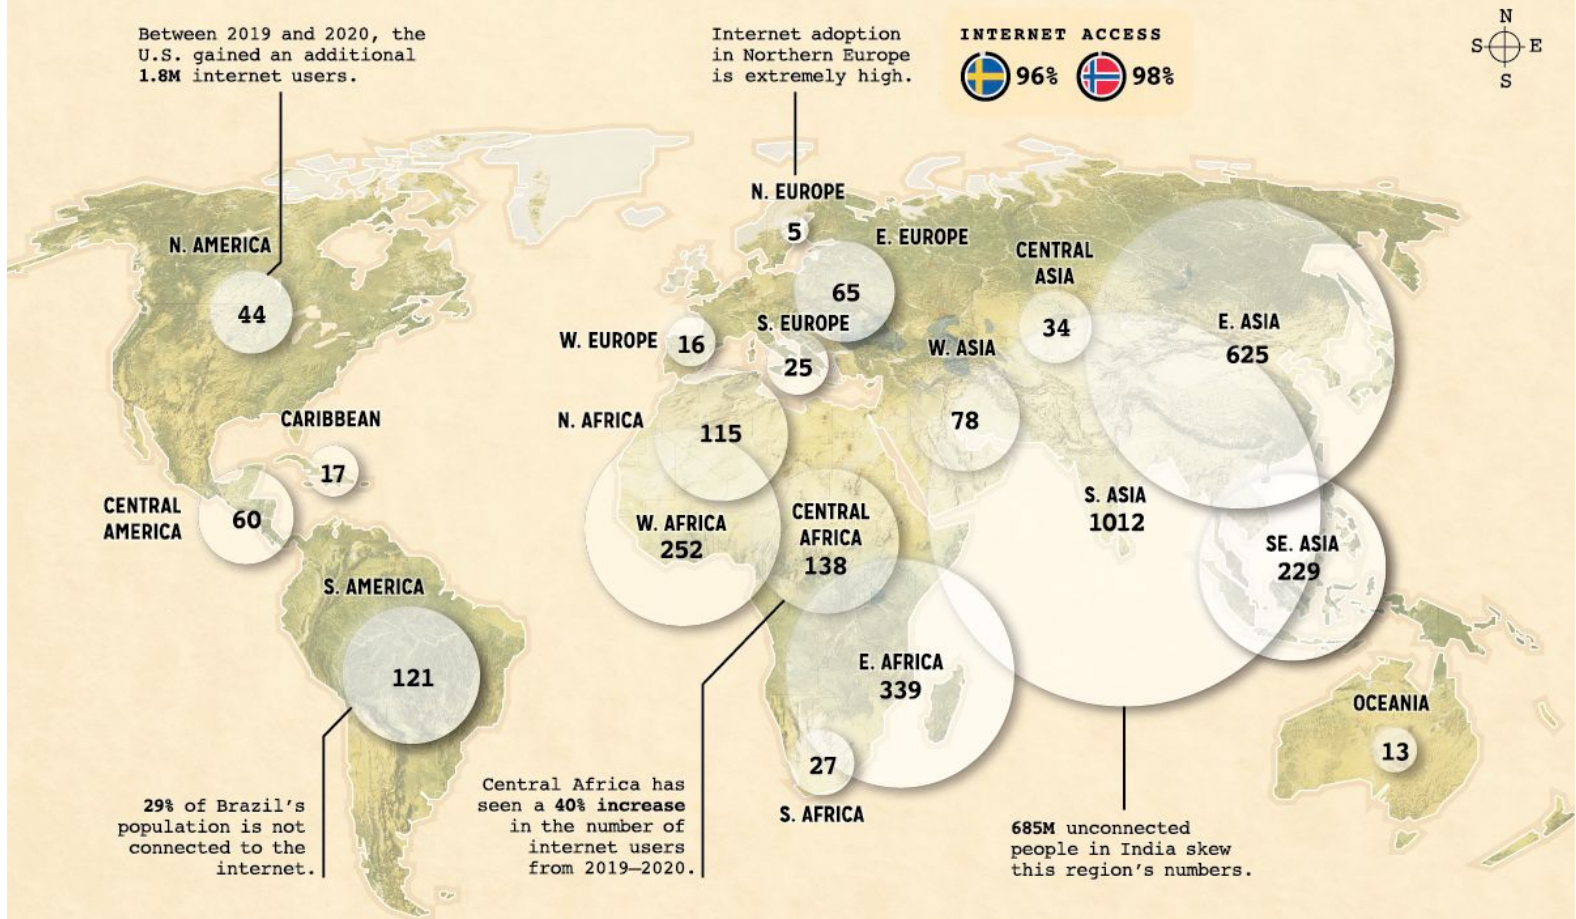 Between 2019 and 2020, the
U.S. gained an additional
1.8M internet users.
Internet adoption
in Northern Europe
is extremely high.
INTERNET ACCESS
96% 98%
N
S E
S
N. EUROPE
5
E. EUROPE
65
N. AMERICA
44
CENTRAL
ASIA
34
E. ASIA
625
W. EUROPE 16
S. EUROPE
25
W. ASIA
78
CARIBBEAN
17
N. AFRICA
115
CENTRAL
AMERICA
60
W. AFRICA
252
CENTRAL
AFRICA
138
S. ASIA
1012
SE. ASIA
229
S. AMERICA
121
E. AFRICA
339
OCEANIA
13
27
S. AFRICA
29% of Brazil's
population is not
connected to the
internet.
Central Africa has
seen a 40% increase
in the number of
internet users
from 2019–2020.
685M unconnected
people in India skew
this region's numbers.